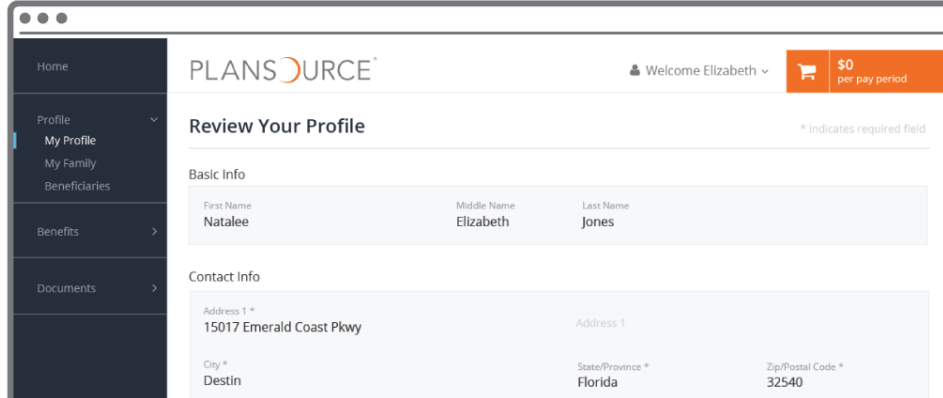 Home
PLANSOURCE®
Welcome Elizabeth
$0
per pay period
Profile
My Profile
My Family
Beneficiaries
Benefits
Documents
Review Your Profile
* Indicates required field
Basic Info
First Name
Middle Name
Last Name
Natalee
Elizabeth
Jones
Contact Info
Address 1 *
15017 Emerald Coast Pkwy
Address 1
City *
State/Province *
Zip/Postal Code *
Destin
Florida
32540